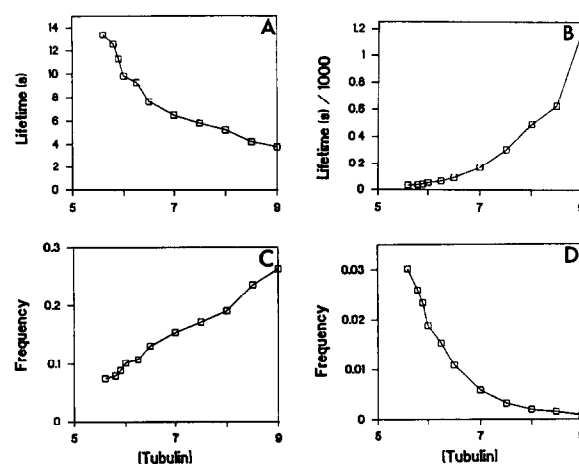 A
14
12
10
8
6
4
2
0
Lifetime (s)
5 7 9
B
1.2
1
0.8
0.6
0.4
0.2
0
Lifetime (s) / 1000
5 7 9
C
0.3
0.2
0.1
0
Frequency
5 7 9
[Tubulin]
D
0.03
0.02
0.01
0
Frequency
5 7 9
[Tubulin]